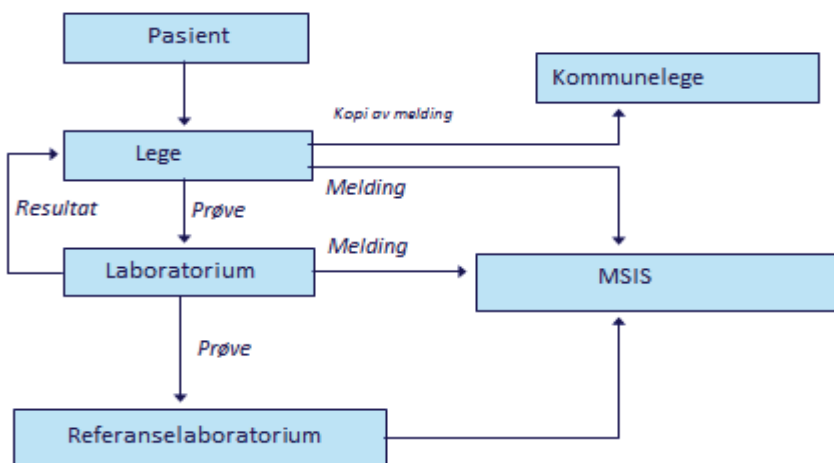 Pasient
Kommunelege
Kopi av melding
Lege
Melding
Resultat
Prøve
Melding
Laboratorium
MSIS
Prøve
Referanselaboratorium